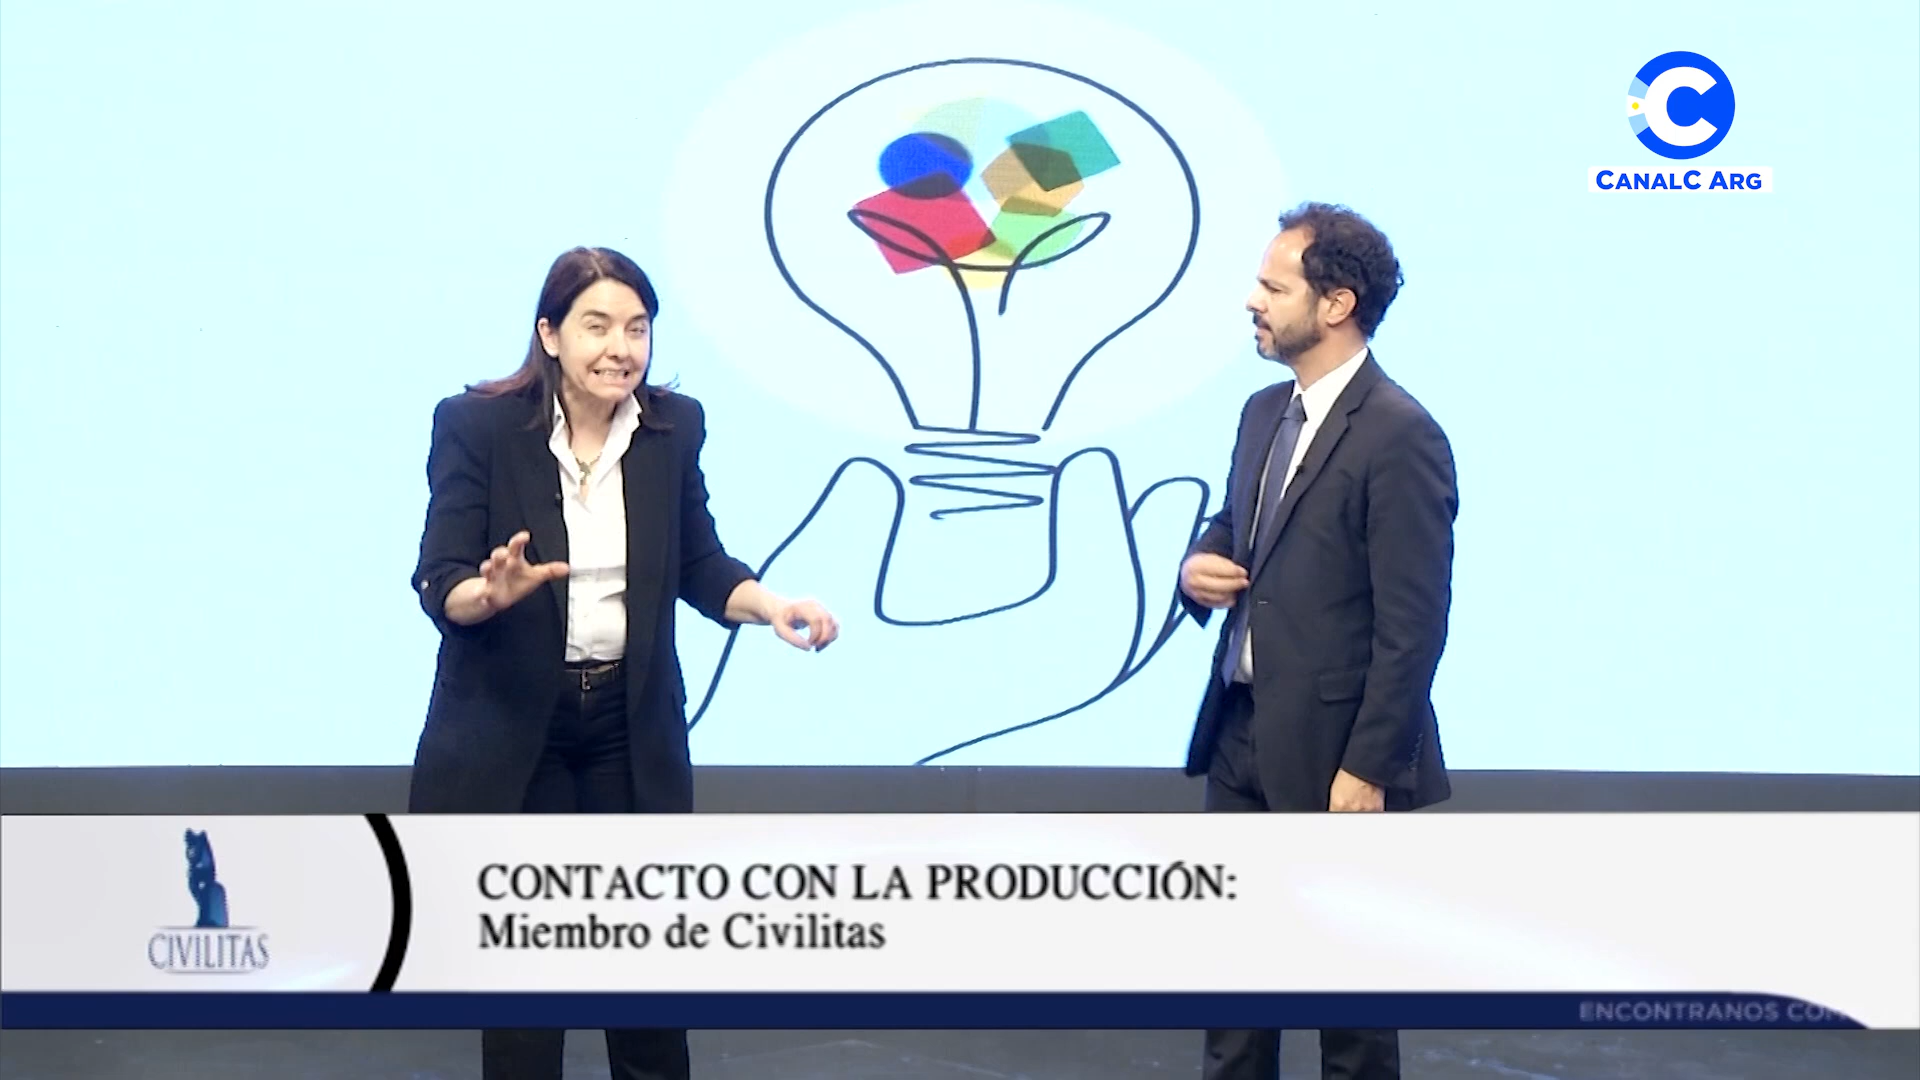 CANALC ARG
CONTACTO CON LA PRODUCCIÓN:
Miembro de Civilitas
CIVILITAS
ENCONTRANOS